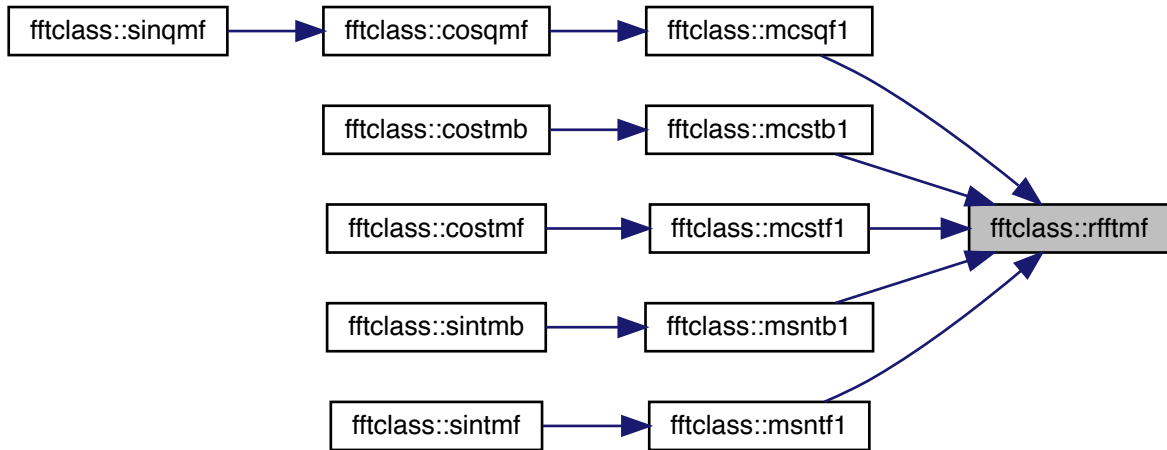 fftclass::sinqmf
fftclass::cosqmf
fftclass::mcsqf1
fftclass::costmb
fftclass::mcstb1
fftclass::costmf
fftclass::mcstf1
fftclass::rfftmf
fftclass::sintmb
fftclass::msntb1
fftclass::sintmf
fftclass::msntf1